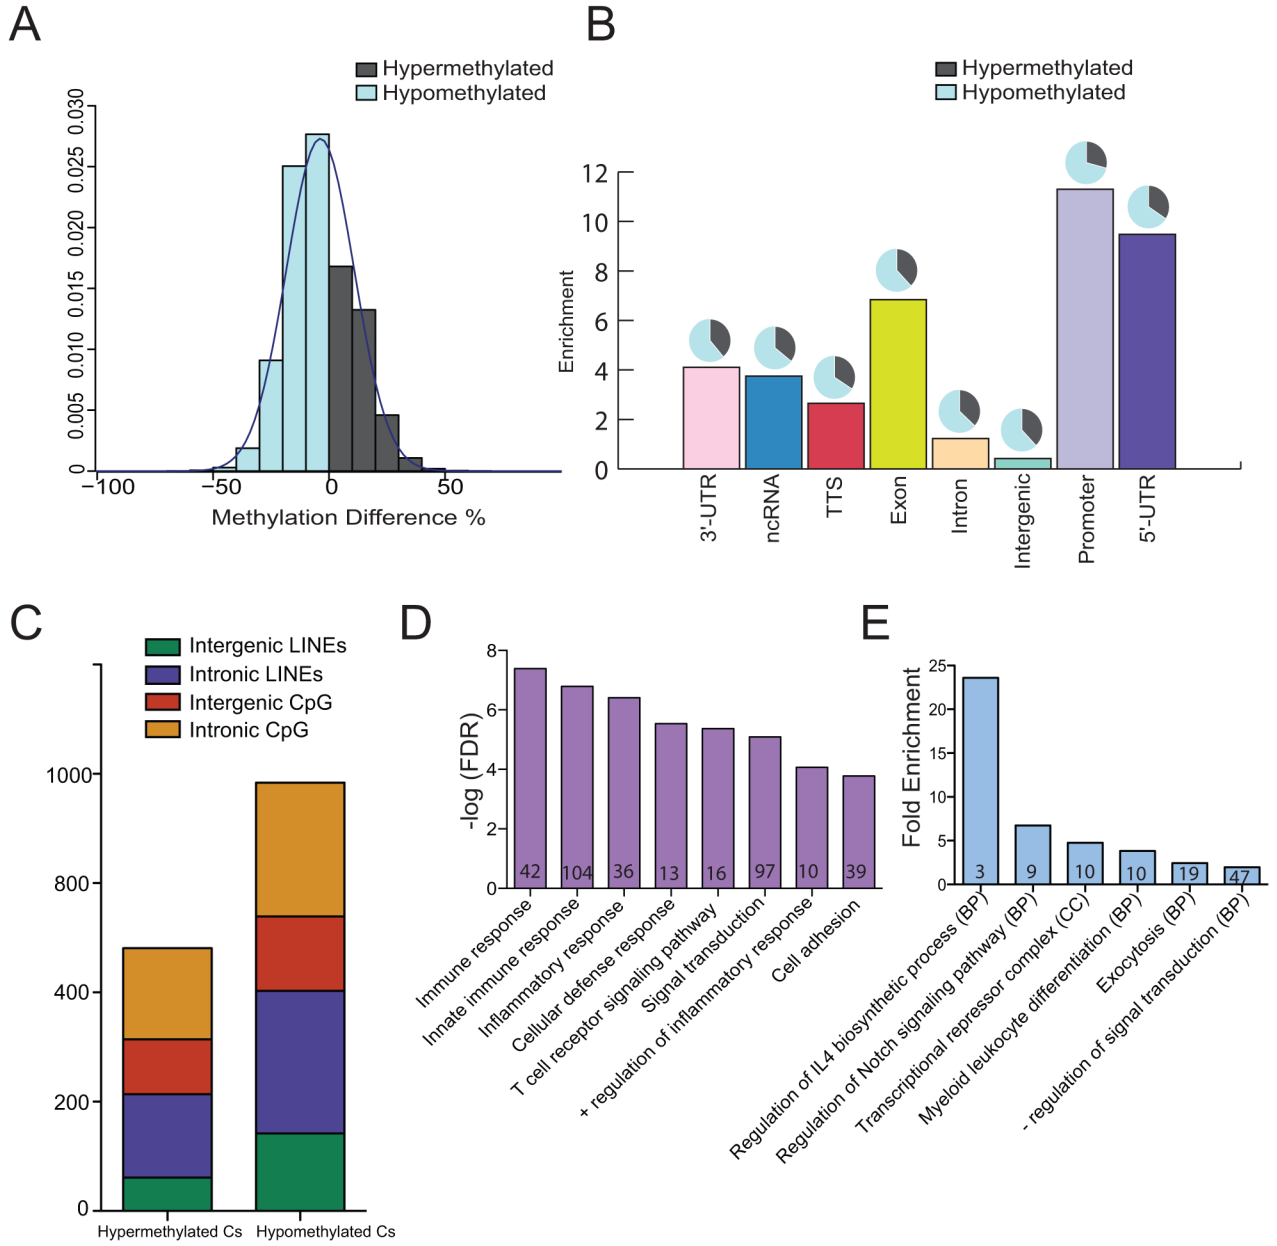 A
Hypermethylated
Hypomethylated
0.030
0.025
0.020
0.015
0.010
0.005
0
−100
−50
0
50
Methylation Difference %
B
Hypermethylated
Hypomethylated
Enrichment
12
10
8
6
4
2
0
3'-UTR
ncRNA
TTS
Exon
Intron
Intergenic
Promoter
5'-UTR
C
Intergenic LINEs
Intronic LINEs
Intergenic CpG
Intronic CpG
1000
800
400
200
0
Hypermethylated Cs
Hypomethylated Cs
D
-log (FDR)
8
6
4
2
0
42
104
36
13
16
97
10
39
Immune response
Innate immune response
Inflammatory response
Cellular defense response
T cell receptor signaling pathway
Signal transduction
+ regulation of inflammatory response
Cell adhesion
E
Fold Enrichment
25
20
15
10
5
0
3
9
10
10
19
47
Regulation of IL4 biosynthetic process (BP)
Regulation of Notch signaling pathway (BP)
Transcriptional repressor complex (CC)
Myeloid leukocyte differentiation (BP)
Exocytosis (BP)
- regulation of signal transduction (BP)